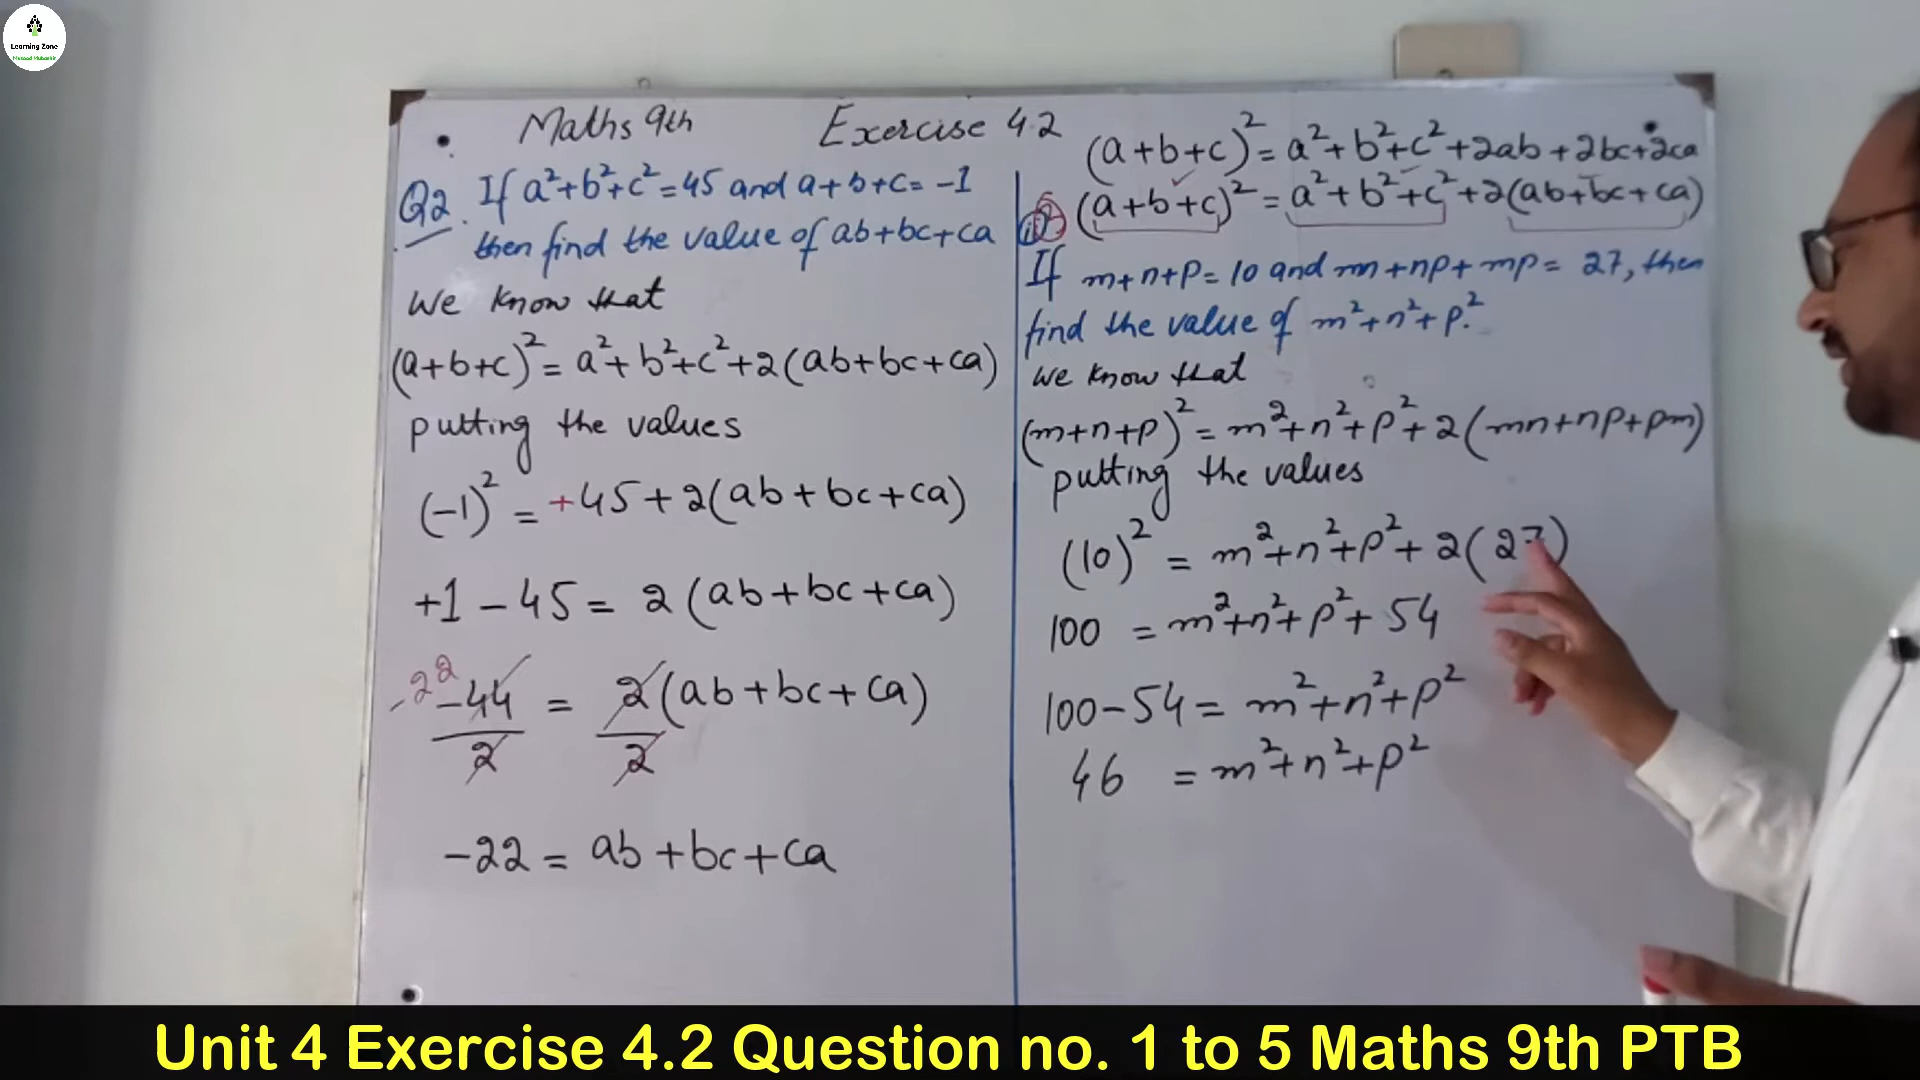 Learning Zone
Maths 9th Exercise 4.2
Q2. If a²+b²+c²=45 and a+b+c=-1
then find the value of ab+bc+ca
We know that
(a+b+c)²=a²+b²+c²+2(ab+bc+ca)
putting the values
(-1)²=+45+2(ab+bc+ca)
+1-45=2(ab+bc+ca)
-22
-44/2=2(ab+bc+ca)/2
-22=ab+bc+ca
(a+b+c)²=a²+b²+c²+2ab+2bc+2ca
(a+b+c)²=a²+b²+c²+2(ab+bc+ca)
If m+n+p=10 and mn+np+mp=27, then
find the value of m²+n²+p².
We know that
(m+n+p)²=m²+n²+p²+2(mn+np+pm)
putting the values
(10)²=m²+n²+p²+2(27)
100=m²+n²+p²+54
100-54=m²+n²+p²
46=m²+n²+p²
Unit 4 Exercise 4.2 Question no. 1 to 5 Maths 9th PTB